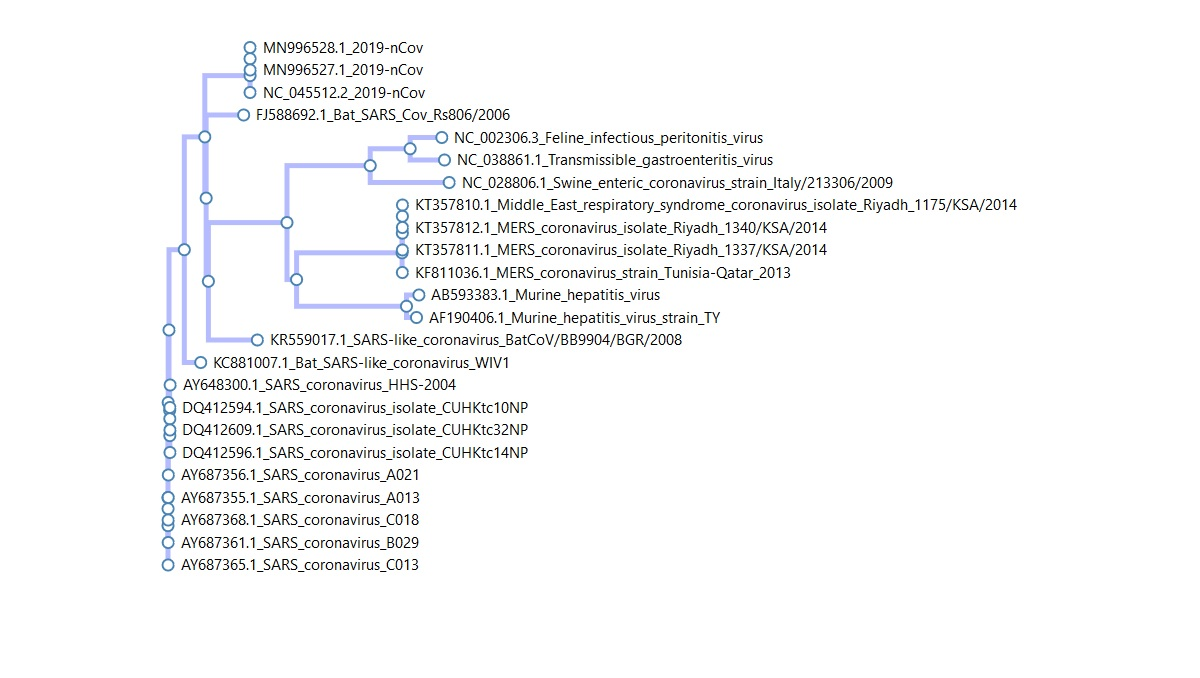 MN996528.1_2019-nCov
MN996527.1_2019-nCov
NC_045512.2_2019-nCov
FJ588692.1_Bat_SARS_Cov_Rs806/2006
NC_002306.3_Feline_infectious_peritonitis_virus
NC_038861.1_Transmissible_gastroenteritis_virus
NC_028806.1_Swine_enteric_coronavirus_strain_Italy/213306/2009
KT357810.1_Middle_East_respiratory_syndrome_coronavirus_isolate_Riyadh_1175/KSA/2014
KT357812.1_MERS_coronavirus_isolate_Riyadh_1340/KSA/2014
KT357811.1_MERS_coronavirus_isolate_Riyadh_1337/KSA/2014
KF811036.1_MERS_coronavirus_strain_Tunisia-Qatar_2013
AB593383.1_Murine_hepatitis_virus
AF190406.1_Murine_hepatitis_virus_strain_TY
KR559017.1_SARS-like_coronavirus_BatCoV/BB9904/BGR/2008
KC881007.1_Bat_SARS-like_coronavirus_WIV1
AY648300.1_SARS_coronavirus_HHS-2004
DQ412594.1_SARS_coronavirus_isolate_CUHKtc10NP
DQ412609.1_SARS_coronavirus_isolate_CUHKtc32NP
DQ412596.1_SARS_coronavirus_isolate_CUHKtc14NP
AY687356.1_SARS_coronavirus_A021
AY687355.1_SARS_coronavirus_A013
AY687368.1_SARS_coronavirus_C018
AY687361.1_SARS_coronavirus_B029
AY687365.1_SARS_coronavirus_C013